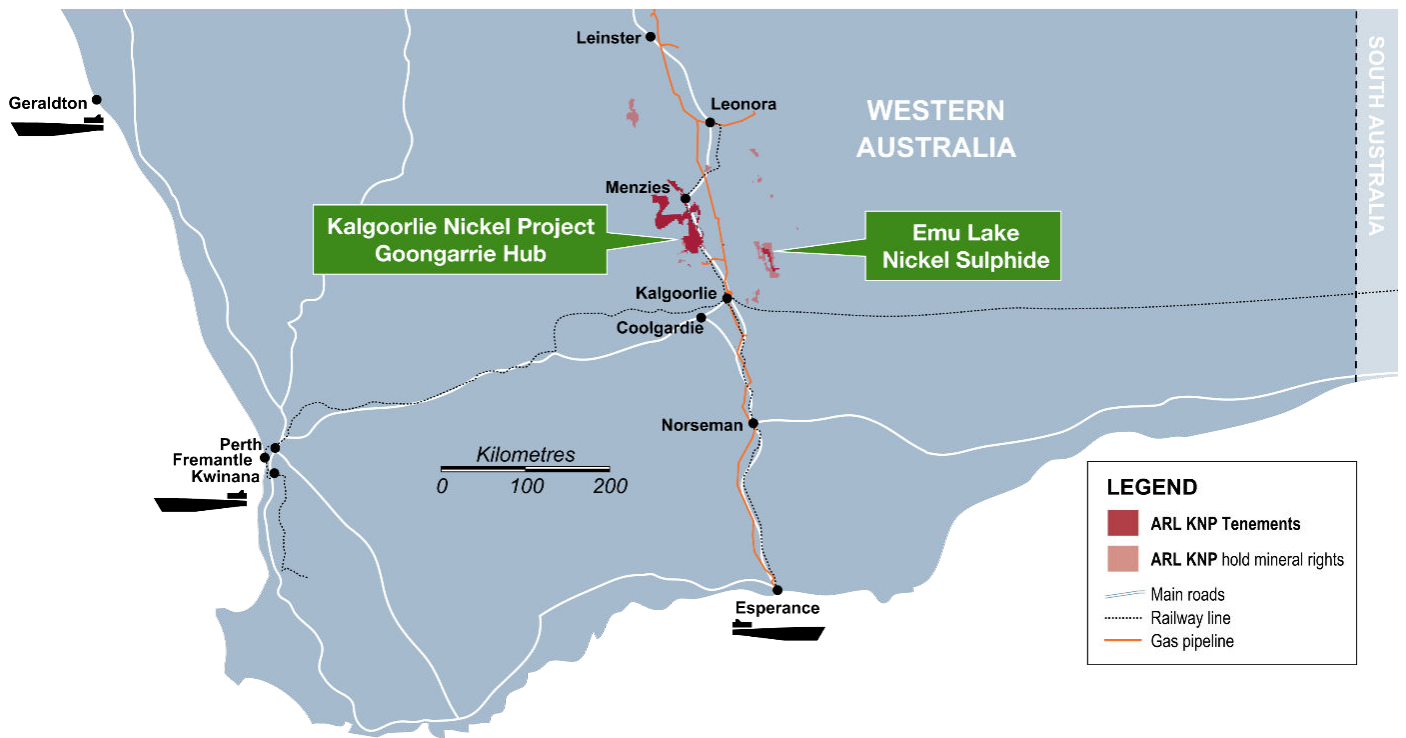 Leinster
Geraldton
Leonora
WESTERN
AUSTRALIA
SOUTH AUSTRALIA
Menzies
Kalgoorlie Nickel Project
Goongarrie Hub
Emu Lake
Nickel Sulphide
Kalgoorlie
Coolgardie
Norseman
Perth
Fremantle
Kwinana
Kilometres
0 100 200
LEGEND
ARL KNP Tenements
ARL KNP hold mineral rights
Main roads
Railway line
Gas pipeline
Esperance